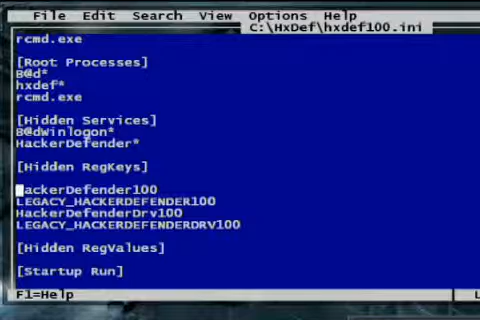 File Edit Search View Options Help
C:\HxDef\hxdef100.ini
rcmd.exe
[Root Processes]
B@d*
hxdef*
rcmd.exe
[Hidden Services]
B@dWinlogon*
HackerDefender*
[Hidden RegKeys]
HackerDefender100
LEGACY_HACKERDEFENDER100
HackerDefenderDrv100
LEGACY_HACKERDEFENDERDRV100
[Hidden RegValues]
[Startup Run]
F1=Help
L